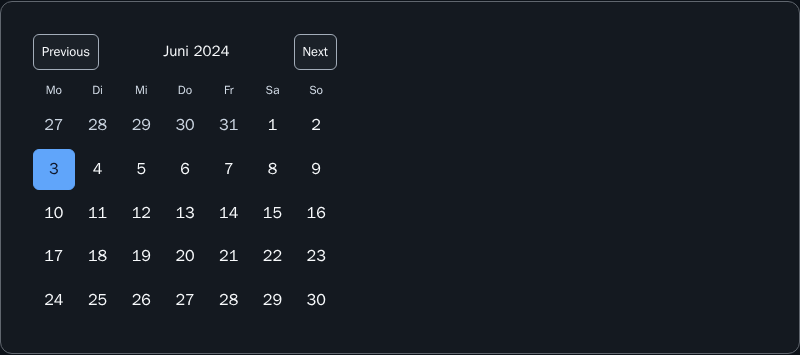 Previous Juni 2024 Next
Mo Di Mi Do Fr Sa So
27 28 29 30 31 1 2
3 4 5 6 7 8 9
10 11 12 13 14 15 16
17 18 19 20 21 22 23
24 25 26 27 28 29 30